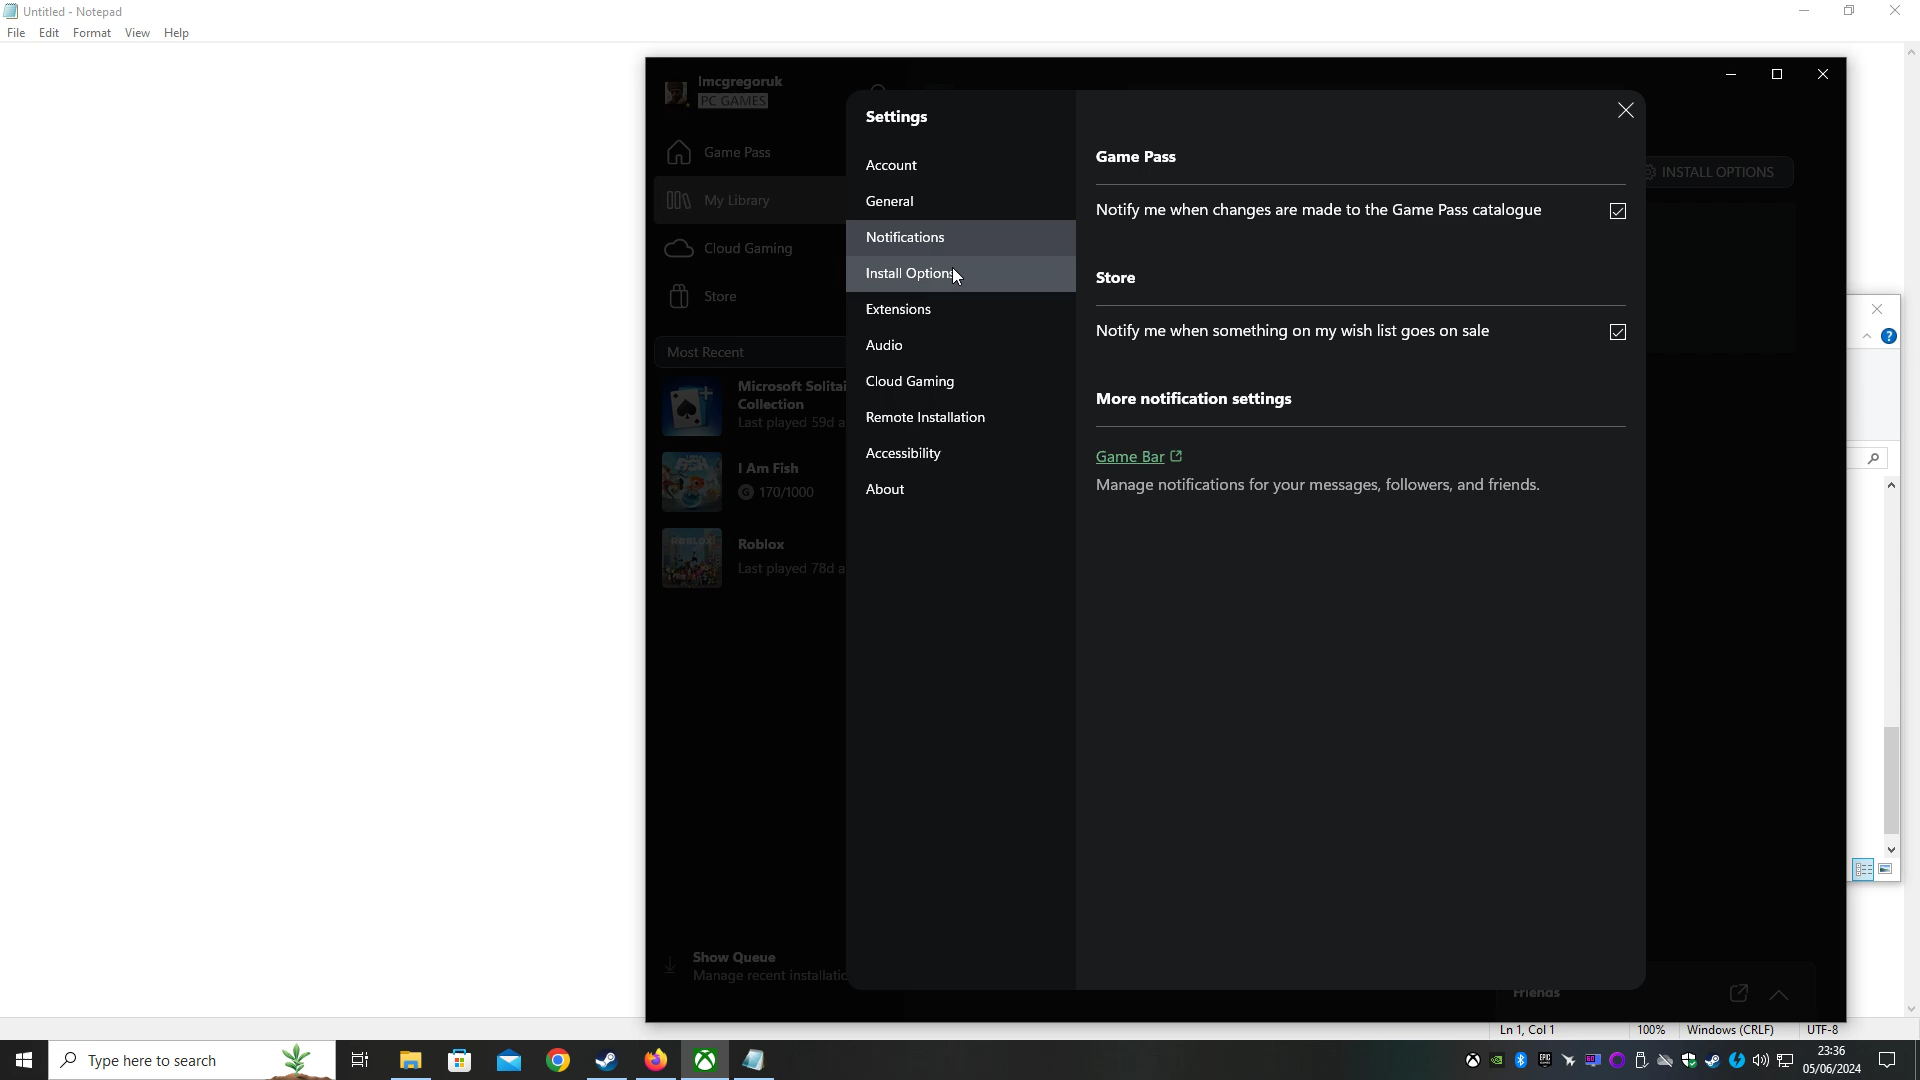 Untitled - Notepad
File Edit Format View Help
lmcgregoruk
PC GAMES
Game Pass
My Library
Cloud Gaming
Store
Most Recent
Microsoft Solitai
Collection
Last played 59d a
I Am Fish
170/1000
Roblox
Last played 78d a
Show Queue
Manage recent installatio
Settings
Account
General
Notifications
Install Options
Extensions
Audio
Cloud Gaming
Remote Installation
Accessibility
About
Game Pass
Notify me when changes are made to the Game Pass catalogue
Store
Notify me when something on my wish list goes on sale
More notification settings
Game Bar
Manage notifications for your messages, followers, and friends.
INSTALL OPTIONS
Friends
Ln 1, Col 1 100% Windows (CRLF) UTF-8
Type here to search
23:36
05/06/2024